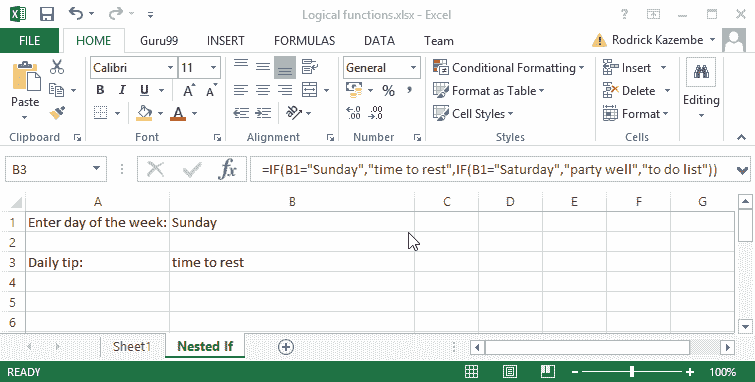 Logical functions.xlsx - Excel
FILE HOME Guru99 INSERT FORMULAS DATA Team Rodrick Kazembe
Paste Calibri 11 General Conditional Formatting Insert
B I U A A % , Format as Table Delete Editing
Cell Styles Format
Clipboard Font Alignment Number Styles Cells
B3 fx =IF(B1="Sunday","time to rest",IF(B1="Saturday","party well","to do list"))
A B C D E F G
1 Enter day of the week: Sunday
2
3 Daily tip: time to rest
4
5
6
Sheet1 Nested If
READY 100%